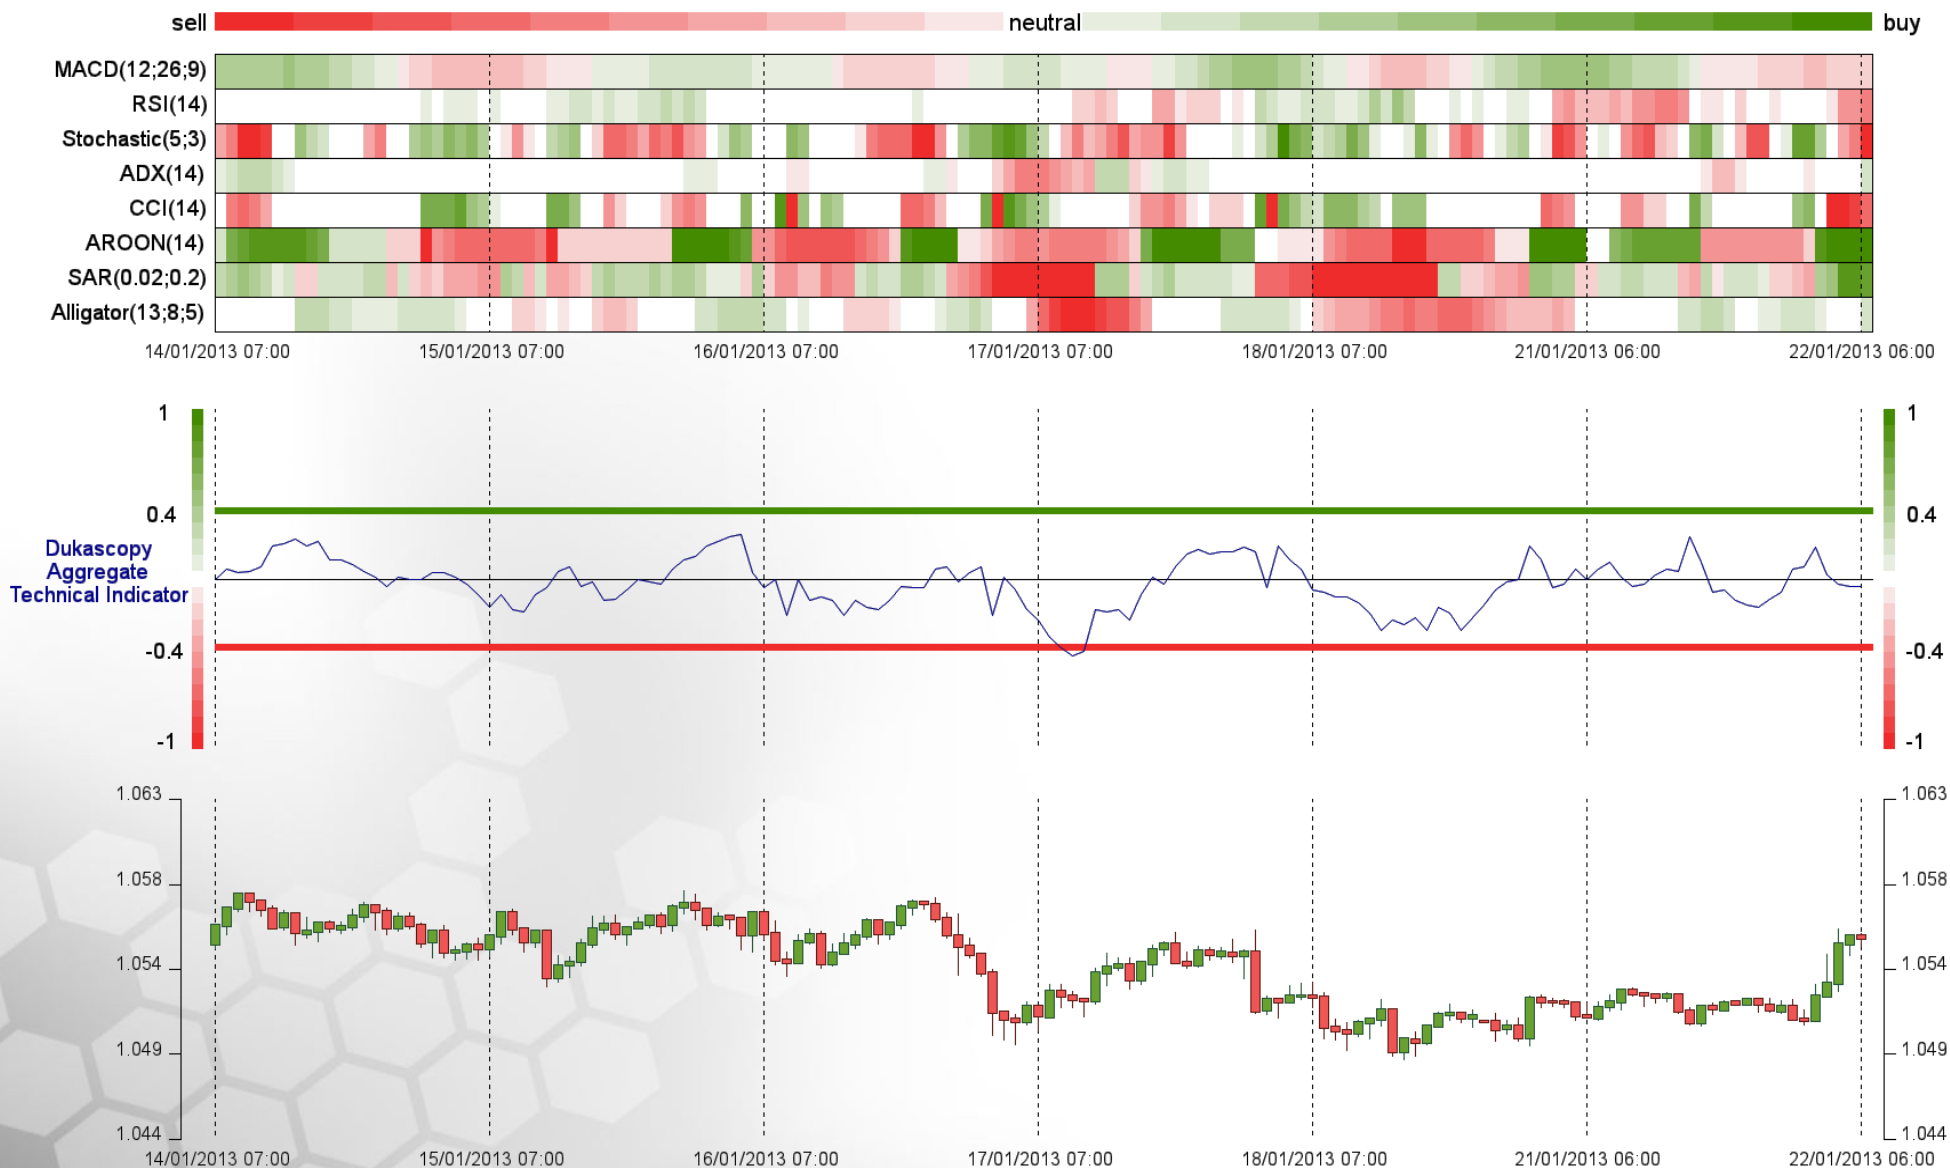 sell neutral buy
MACD(12;26;9)
RSI(14)
Stochastic(5;3)
ADX(14)
CCI(14)
AROON(14)
SAR(0.02;0.2)
Alligator(13;8;5)
14/01/2013 07:00 15/01/2013 07:00 16/01/2013 07:00 17/01/2013 07:00 18/01/2013 07:00 21/01/2013 06:00 22/01/2013 06:00
1 1
0.4 0.4
Dukascopy
Aggregate
Technical Indicator
-0.4 -0.4
-1 -1
1.063 1.063
1.058 1.058
1.054 1.054
1.049 1.049
1.044 1.044
14/01/2013 07:00 15/01/2013 07:00 16/01/2013 07:00 17/01/2013 07:00 18/01/2013 07:00 21/01/2013 06:00 22/01/2013 06:00